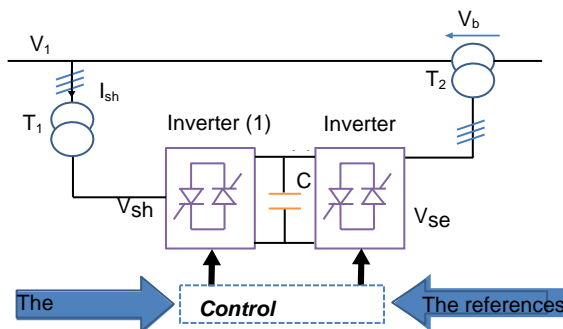 V1
Vb
Ish
T1
T2
Inverter (1)
Inverter
C
Vsh
Vse
The
Control
The references